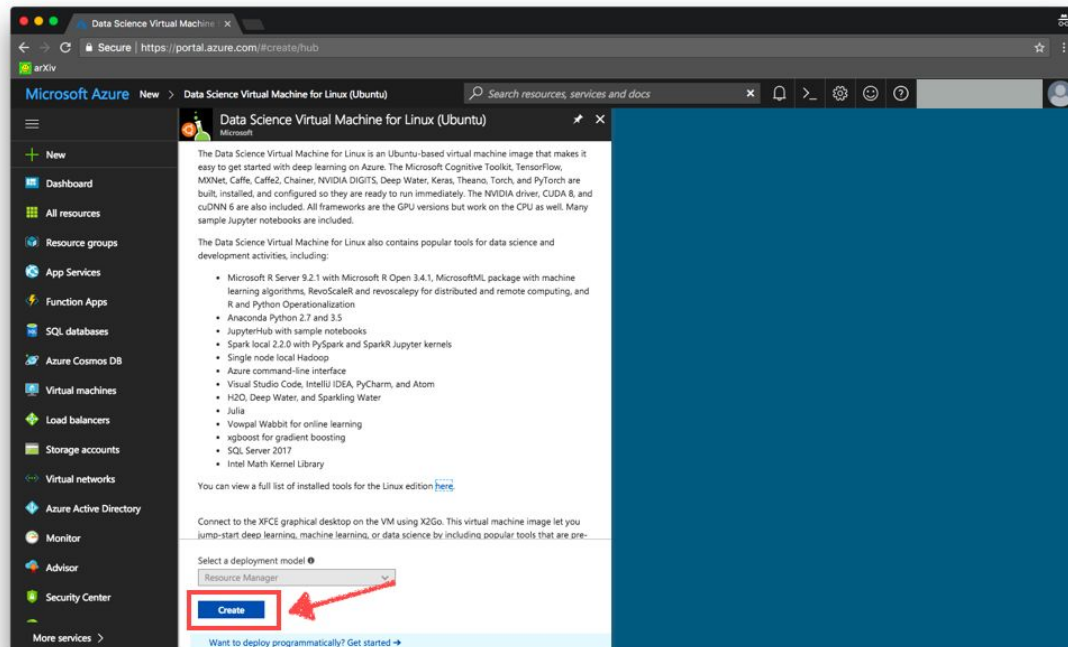 Data Science Virtual Machine
Secure | https://portal.azure.com/#create/hub
arXiv
Microsoft Azure New > Data Science Virtual Machine for Linux (Ubuntu)
Search resources, services and docs
Data Science Virtual Machine for Linux (Ubuntu)
Microsoft
New
Dashboard
All resources
Resource groups
App Services
Function Apps
SQL databases
Azure Cosmos DB
Virtual machines
Load balancers
Storage accounts
Virtual networks
Azure Active Directory
Monitor
Advisor
Security Center
More services >
The Data Science Virtual Machine for Linux is an Ubuntu-based virtual machine image that makes it
easy to get started with deep learning on Azure. The Microsoft Cognitive Toolkit, TensorFlow,
MXNet, Caffe, Caffe2, Chainer, NVIDIA DIGITS, Deep Water, Keras, Theano, Torch, and PyTorch are
built, installed, and configured so they are ready to run immediately. The NVIDIA driver, CUDA 8, and
cuDNN 6 are also included. All frameworks are the GPU versions but work on the CPU as well. Many
sample Jupyter notebooks are included.
The Data Science Virtual Machine for Linux also contains popular tools for data science and
development activities, including:
• Microsoft R Server 9.2.1 with Microsoft R Open 3.4.1, MicrosoftML package with machine
learning algorithms, RevoScaleR and revoscalepy for distributed and remote computing, and
R and Python Operationalization
• Anaconda Python 2.7 and 3.5
• JupyterHub with sample notebooks
• Spark local 2.2.0 with PySpark and SparkR Jupyter kernels
• Single node local Hadoop
• Azure command-line interface
• Visual Studio Code, IntelliJ IDEA, PyCharm, and Atom
• H2O, Deep Water, and Sparkling Water
• Julia
• Vowpal Wabbit for online learning
• xgboost for gradient boosting
• SQL Server 2017
• Intel Math Kernel Library
You can view a full list of installed tools for the Linux edition here.
Connect to the XFCE graphical desktop on the VM using X2Go. This virtual machine image let you
jump-start deep learning, machine learning, or data science by including popular tools that are pre-
Select a deployment model
Resource Manager
Create
Want to deploy programmatically? Get started →